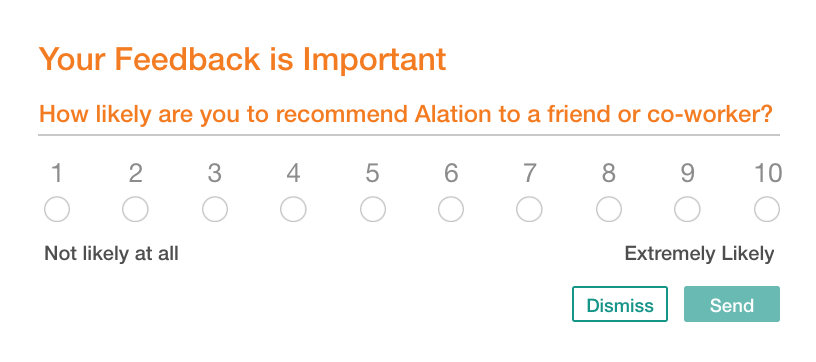 Your Feedback is Important
How likely are you to recommend Alation to a friend or co-worker?
1 2 3 4 5 6 7 8 9 10
Not likely at all Extremely Likely
Dismiss Send